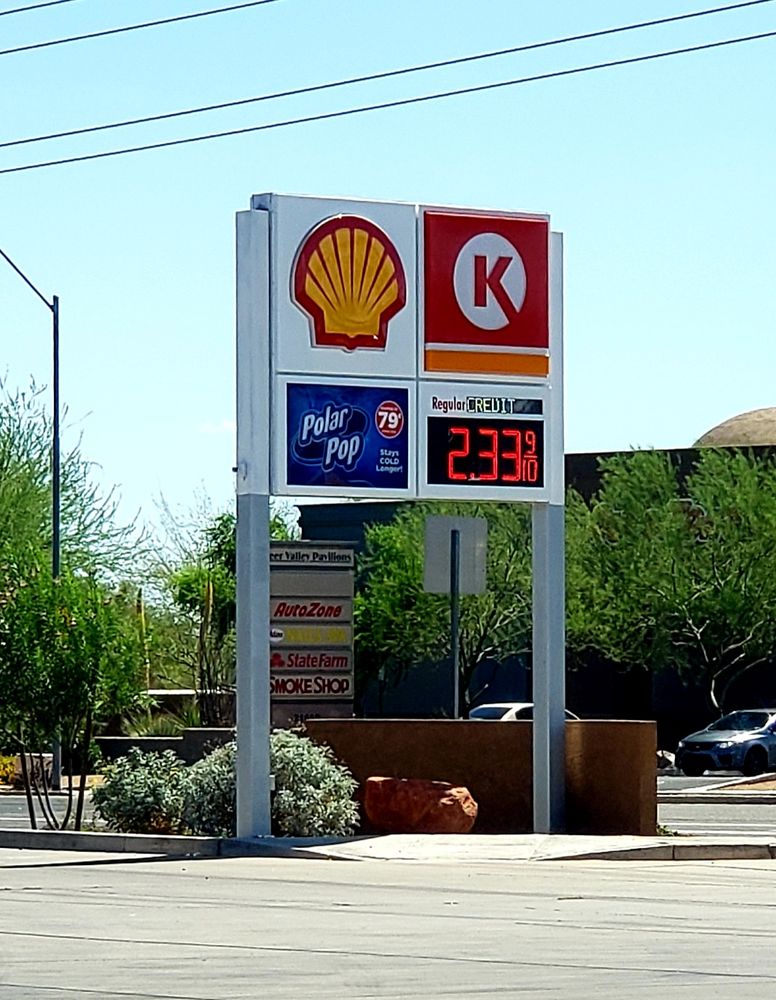 K
Polar
Pop
79¢
Stays
COLD
Longer!
Regular CREDIT
2.33 9/10
eer Valley Pavilions
AutoZone
State Farm
SMOKE SHOP